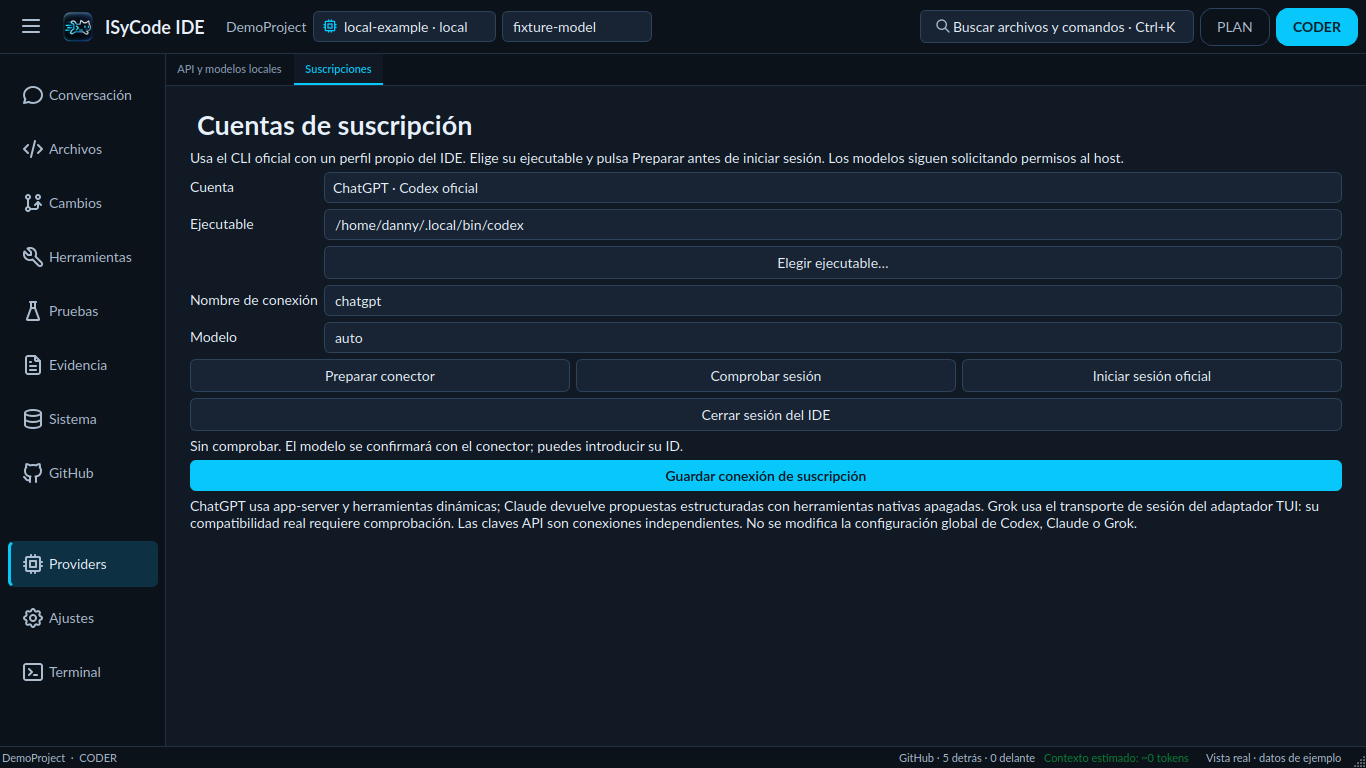 ISyCode IDE
DemoProject
local-example · local
fixture-model
Buscar archivos y comandos · Ctrl+K
PLAN
CODER
API y modelos locales
Suscripciones
Conversación
Archivos
Cambios
Herramientas
Pruebas
Evidencia
Sistema
GitHub
Providers
Ajustes
Terminal
Cuentas de suscripción
Usa el CLI oficial con un perfil propio del IDE. Elige su ejecutable y pulsa Preparar antes de iniciar sesión. Los modelos siguen solicitando permisos al host.
Cuenta
ChatGPT · Codex oficial
Ejecutable
/home/danny/.local/bin/codex
Elegir ejecutable...
Nombre de conexión
chatgpt
Modelo
auto
Preparar conector
Comprobar sesión
Iniciar sesión oficial
Cerrar sesión del IDE
Sin comprobar. El modelo se confirmará con el conector; puedes introducir su ID.
Guardar conexión de suscripción
ChatGPT usa app-server y herramientas dinámicas; Claude devuelve propuestas estructuradas con herramientas nativas apagadas. Grok usa el transporte de sesión del adaptador TUI: su
compatibilidad real requiere comprobación. Las claves API son conexiones independientes. No se modifica la configuración global de Codex, Claude o Grok.
DemoProject · CODER
GitHub · 5 detrás · 0 delante
Contexto estimado: ~0 tokens
Vista real · datos de ejemplo